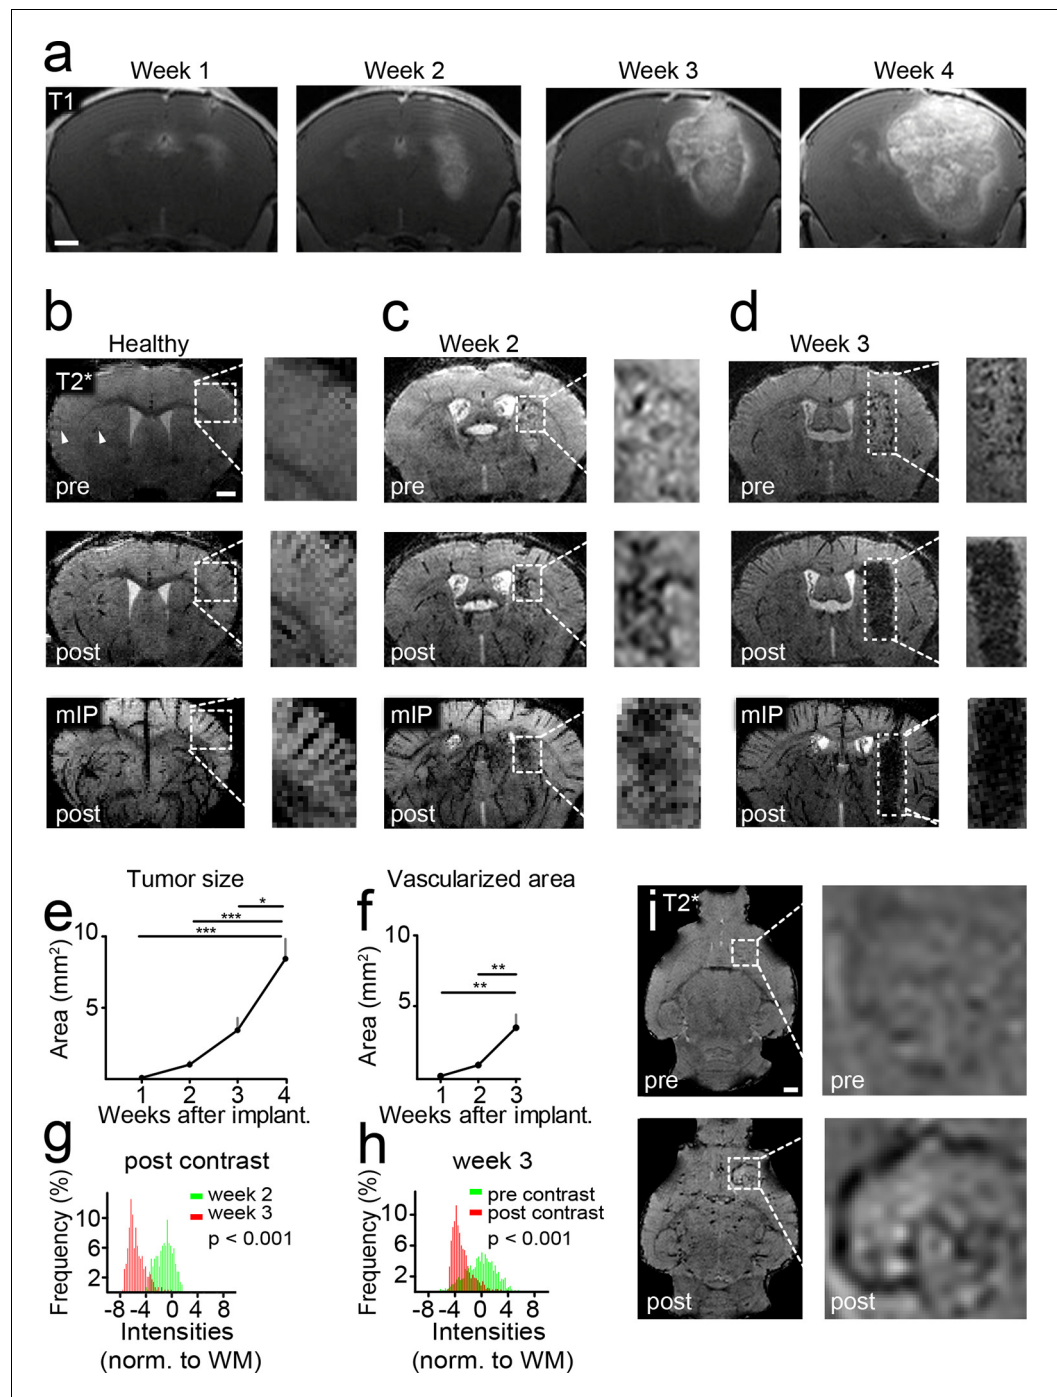 a
Week 1
Week 2
Week 3
Week 4
T1
b
c
d
Healthy
Week 2
Week 3
T2*
pre
pre
pre
post
post
post
mIP
mIP
mIP
post
post
post
Tumor size
Vascularized area
e
f
i
T2*
*
***
***
**
**
10
5
Area (mm²)
1 2 3 4
Weeks after implant.
10
5
Area (mm²)
1 2 3
Weeks after implant.
pre
pre
g
h
post contrast
week 3
week 2
week 3
p < 0.001
pre contrast
post contrast
p < 0.001
Frequency (%)
10
6
2
-8 -4 0 4 8
Intensities
(norm. to WM)
Frequency (%)
10
6
2
-8 -4 0 4 8
Intensities
(norm. to WM)
post
post